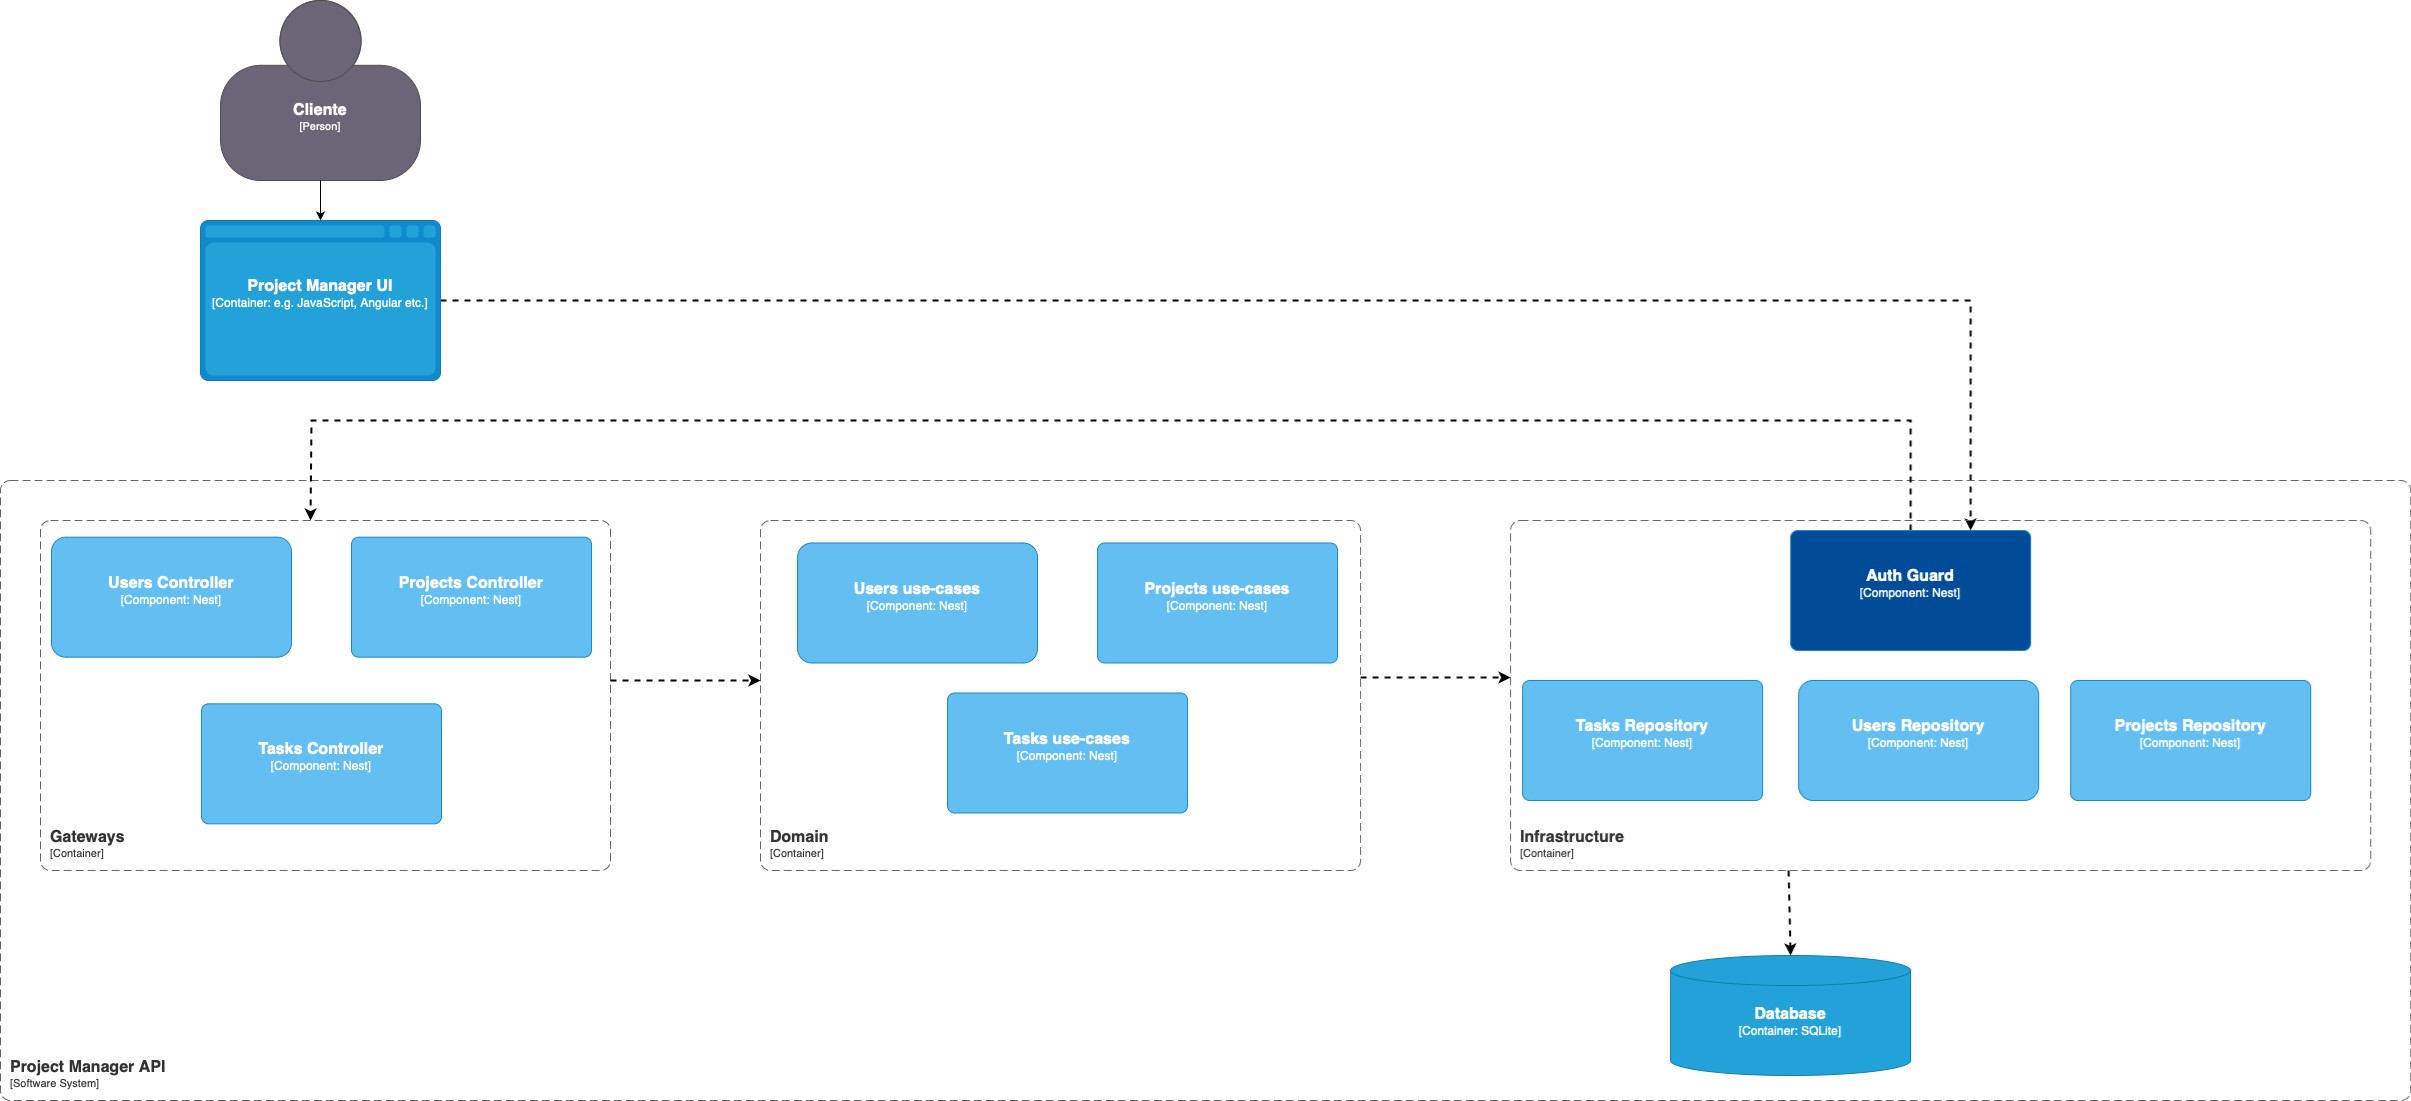 Cliente
[Person]
Project Manager UI
[Container: e.g. JavaScript, Angular etc.]
Users Controller
[Component: Nest]
Projects Controller
[Component: Nest]
Tasks Controller
[Component: Nest]
Gateways
[Container]
Users use-cases
[Component: Nest]
Projects use-cases
[Component: Nest]
Tasks use-cases
[Component: Nest]
Domain
[Container]
Auth Guard
[Component: Nest]
Tasks Repository
[Component: Nest]
Users Repository
[Component: Nest]
Projects Repository
[Component: Nest]
Infrastructure
[Container]
Database
[Container: SQLite]
Project Manager API
[Software System]